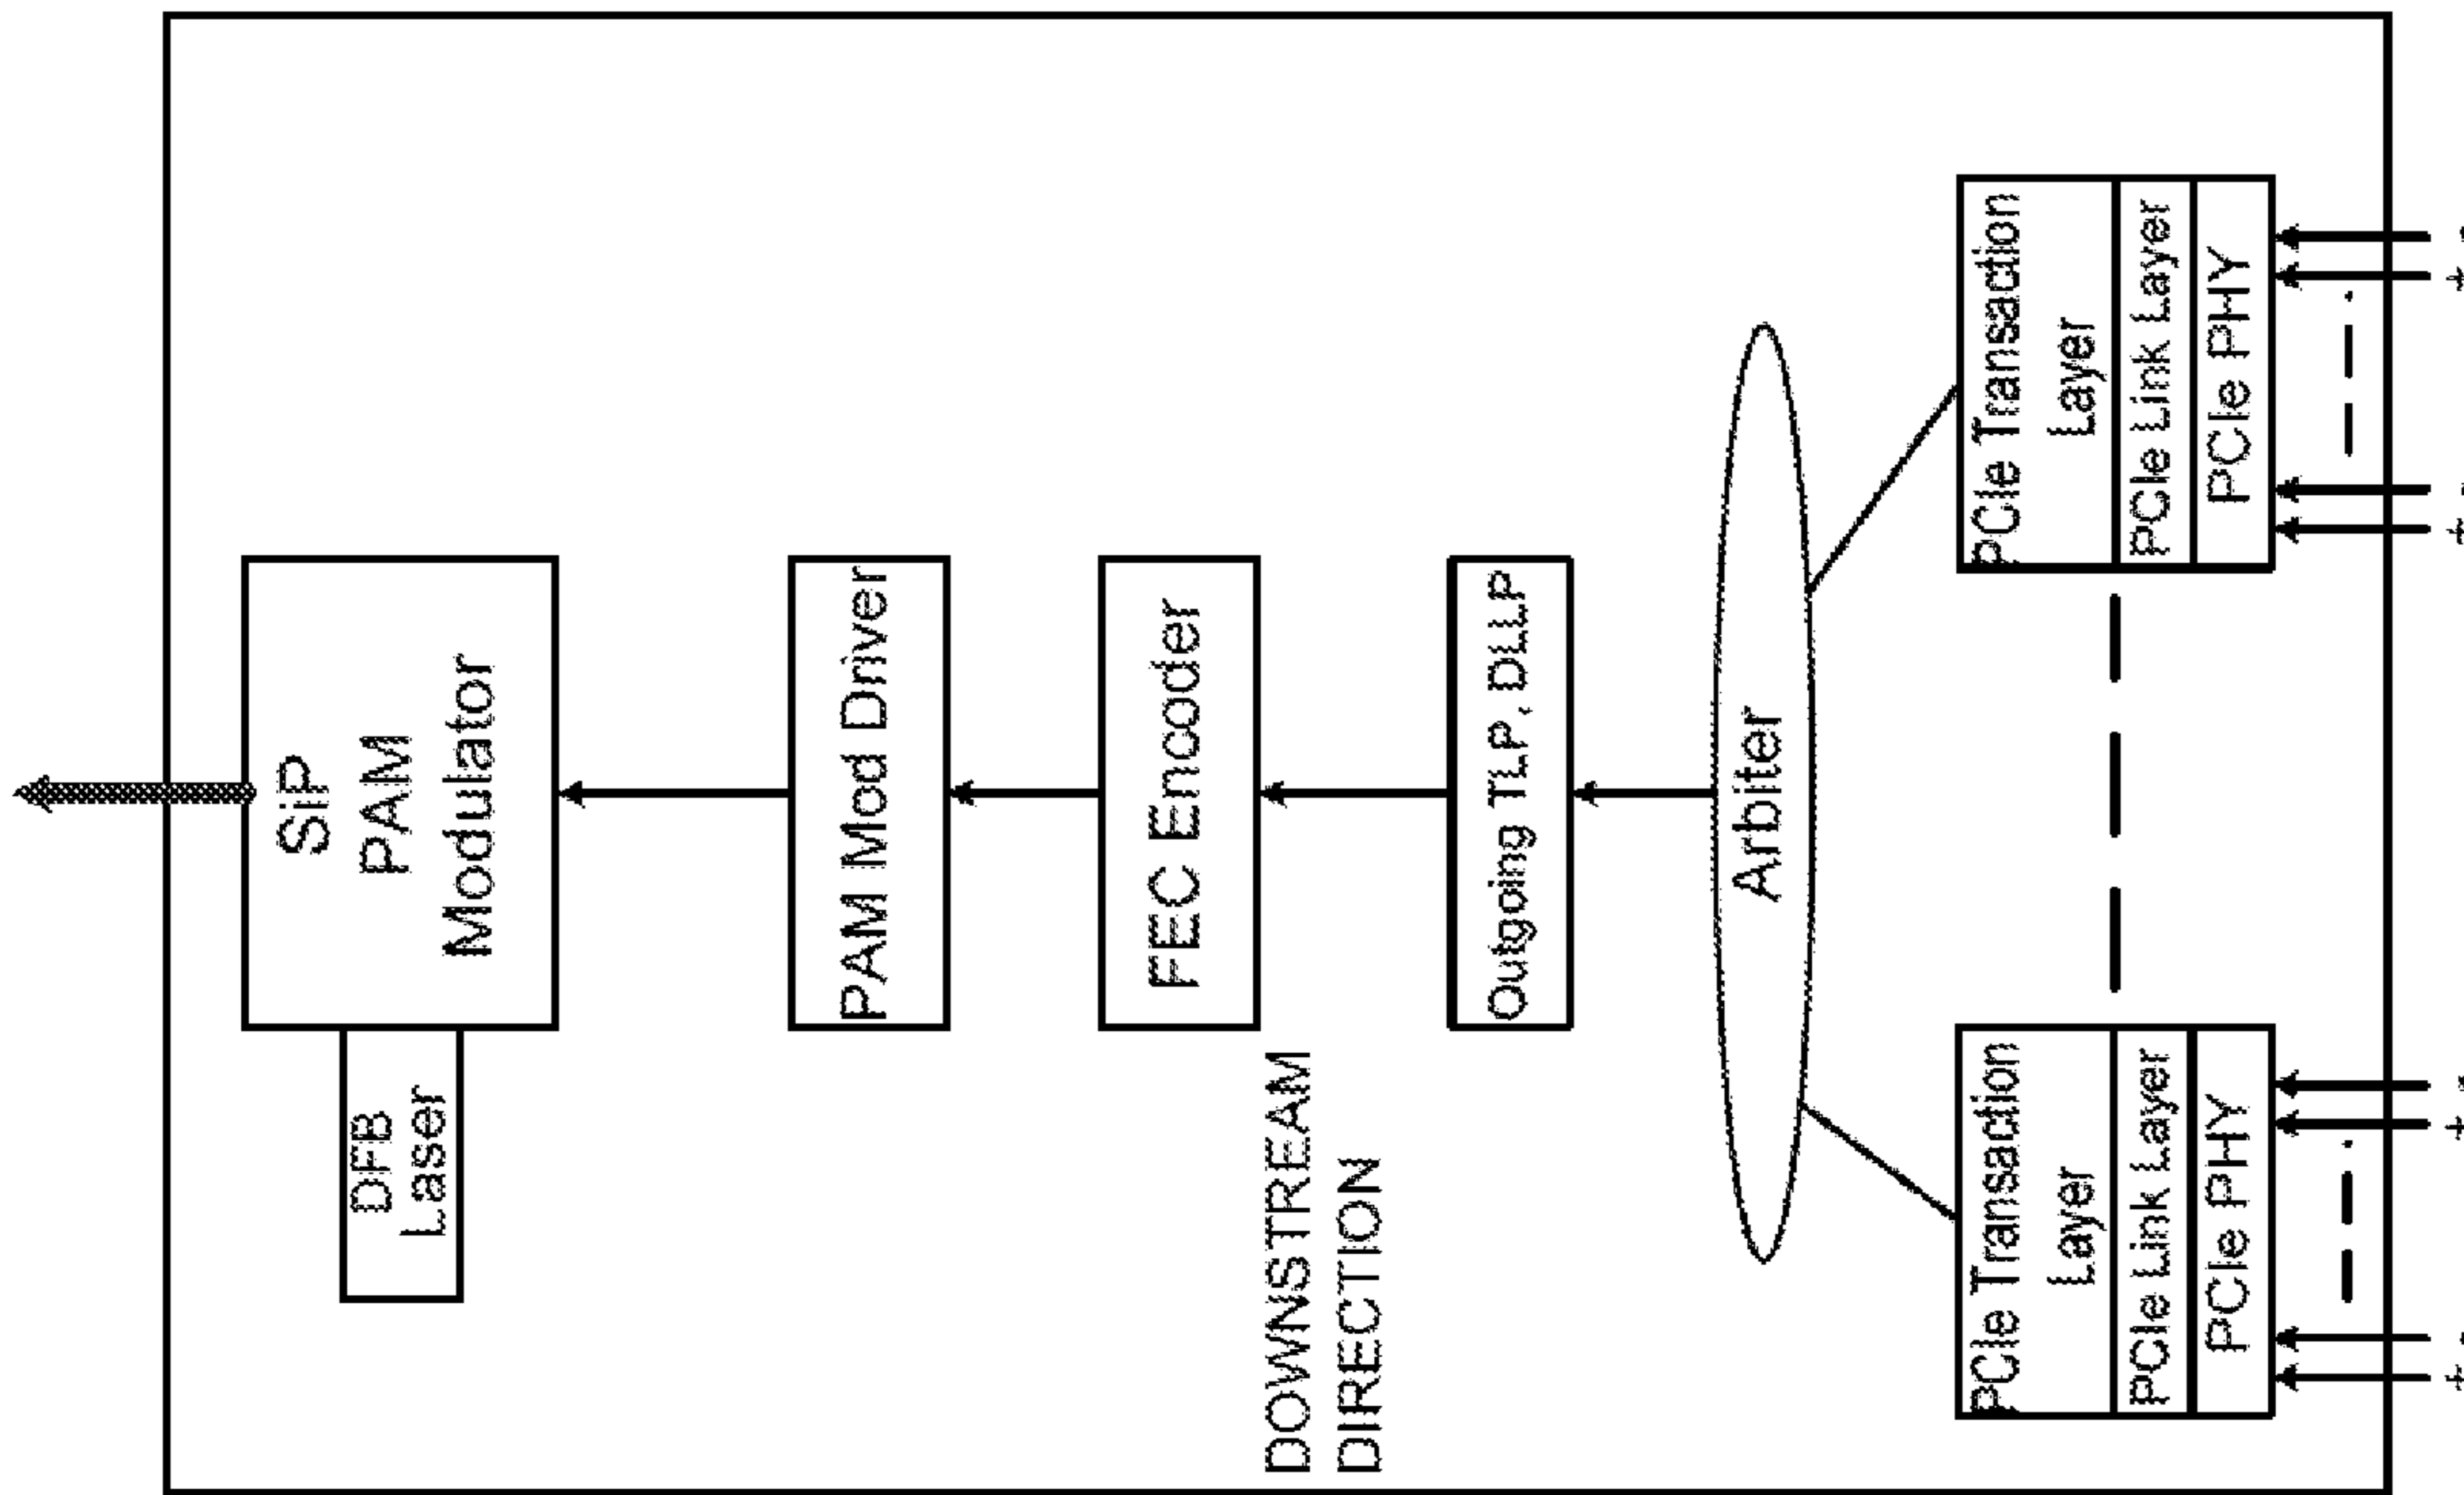 SiP
PAM
Modulator
DFB
Laser
PAM Mod Driver
FEC Encoder
DOWNSTREAM
DIRECTION
Outgoing TLP, DLLP
Arbiter
PCIe Transaction
Layer
PCIe Link Layer
PCIe PHY
+ -
+ -
PCIe Transaction
Layer
PCIe Link Layer
PCIe PHY
+ -
+ -